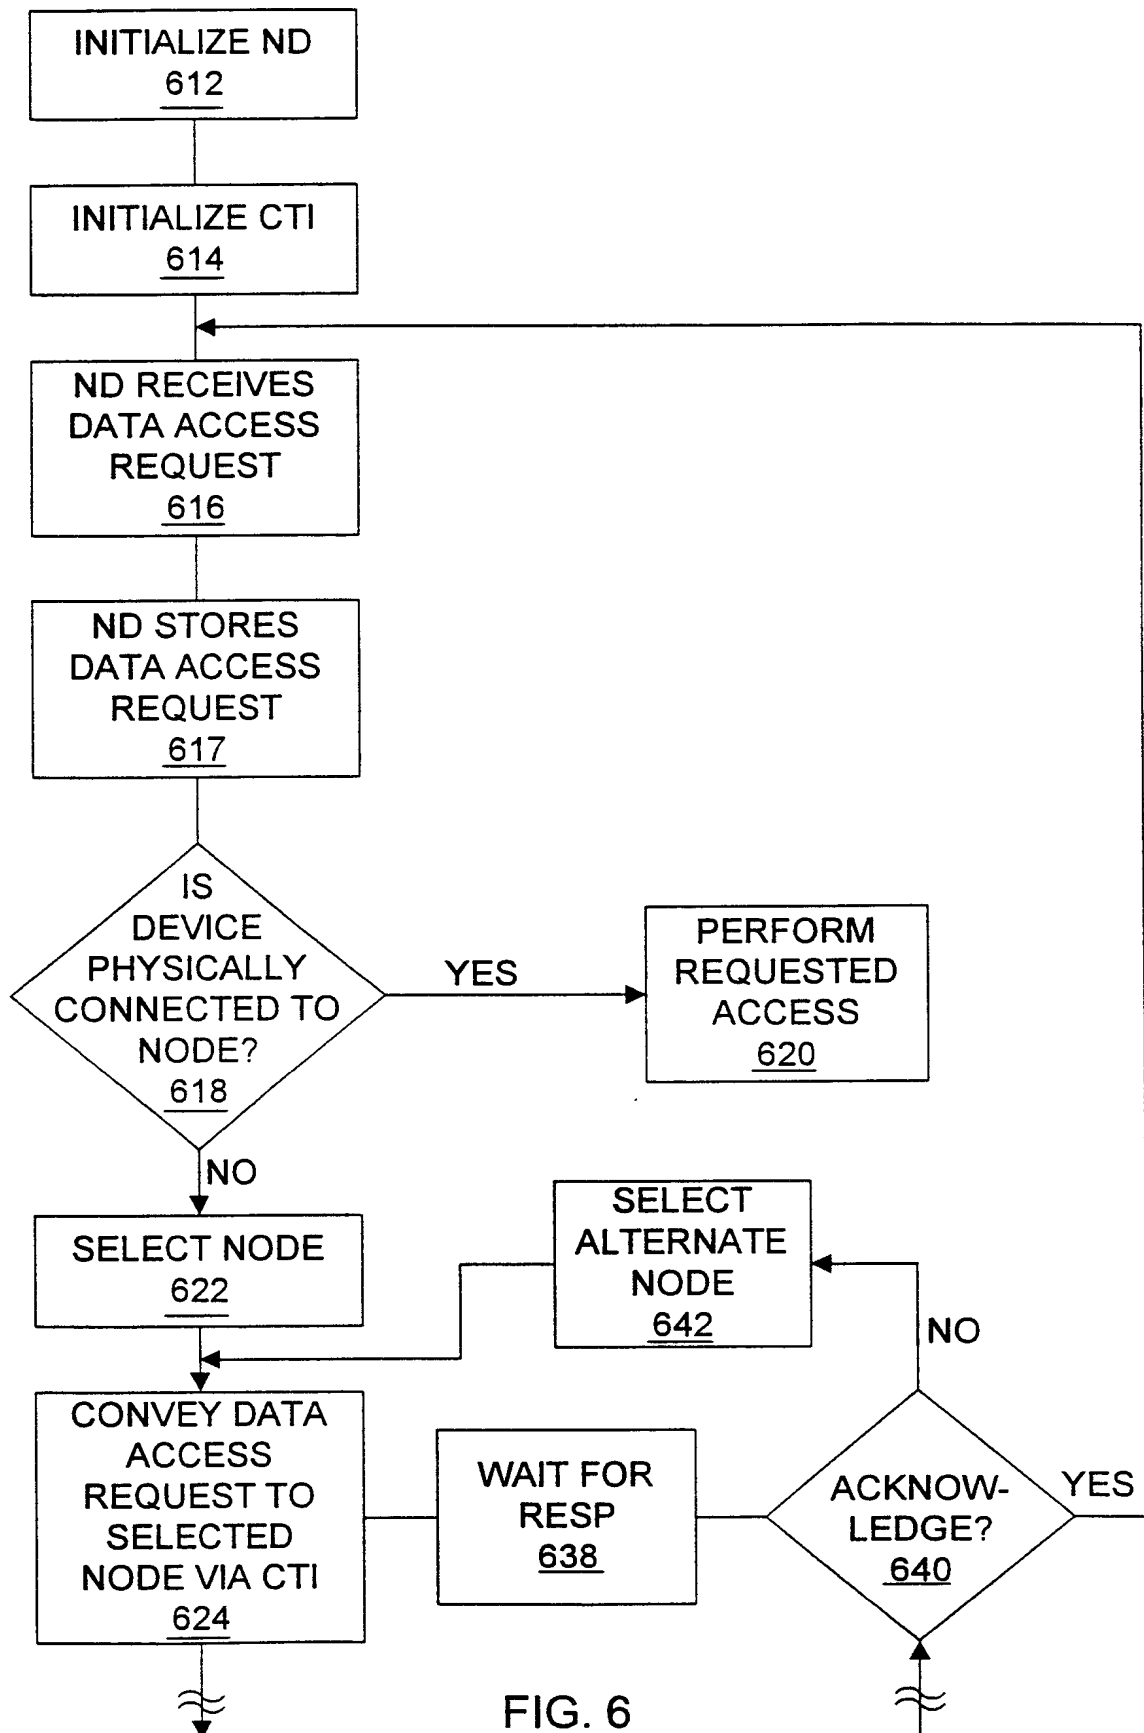 INITIALIZE ND
612
INITIALIZE CTI
614
ND RECEIVES
DATA ACCESS
REQUEST
616
ND STORES
DATA ACCESS
REQUEST
617
IS
DEVICE
PHYSICALLY
CONNECTED TO
NODE?
618
YES
PERFORM
REQUESTED
ACCESS
620
NO
SELECT NODE
622
SELECT
ALTERNATE
NODE
642
NO
CONVEY DATA
ACCESS
REQUEST TO
SELECTED
NODE VIA CTI
624
WAIT FOR
RESP
638
ACKNOW-
LEDGE?
640
YES
FIG. 6